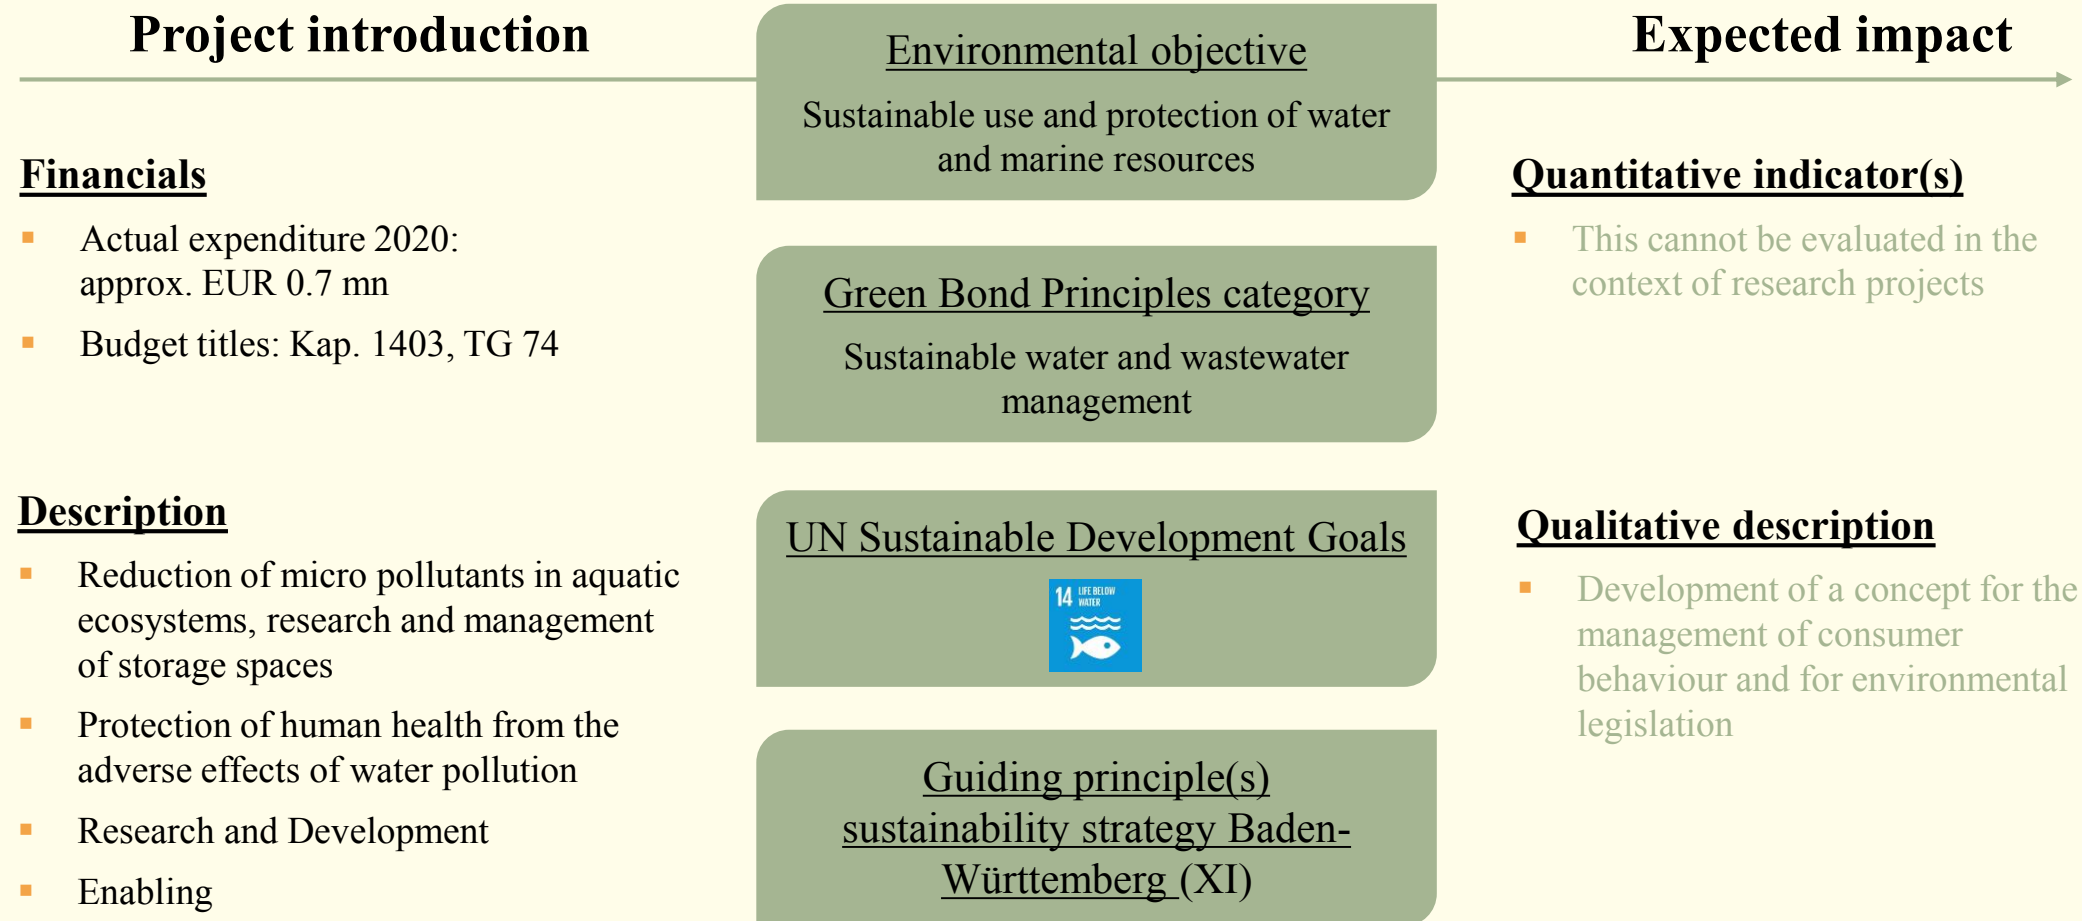 Project introduction
Financials
Actual expenditure 2020:
approx. EUR 0.7 mn
Budget titles: Kap. 1403, TG 74
Description
Reduction of micro pollutants in aquatic
ecosystems, research and management
of storage spaces
Protection of human health from the
adverse effects of water pollution
Research and Development
Enabling
Environmental objective
Sustainable use and protection of water
and marine resources
Green Bond Principles category
Sustainable water and wastewater
management
UN Sustainable Development Goals
14 LIFE BELOW
WATER
Guiding principle(s)
sustainability strategy Baden-
Württemberg (XI)
Expected impact
Quantitative indicator(s)
This cannot be evaluated in the
context of research projects
Qualitative description
Development of a concept for the
management of consumer
behaviour and for environmental
legislation